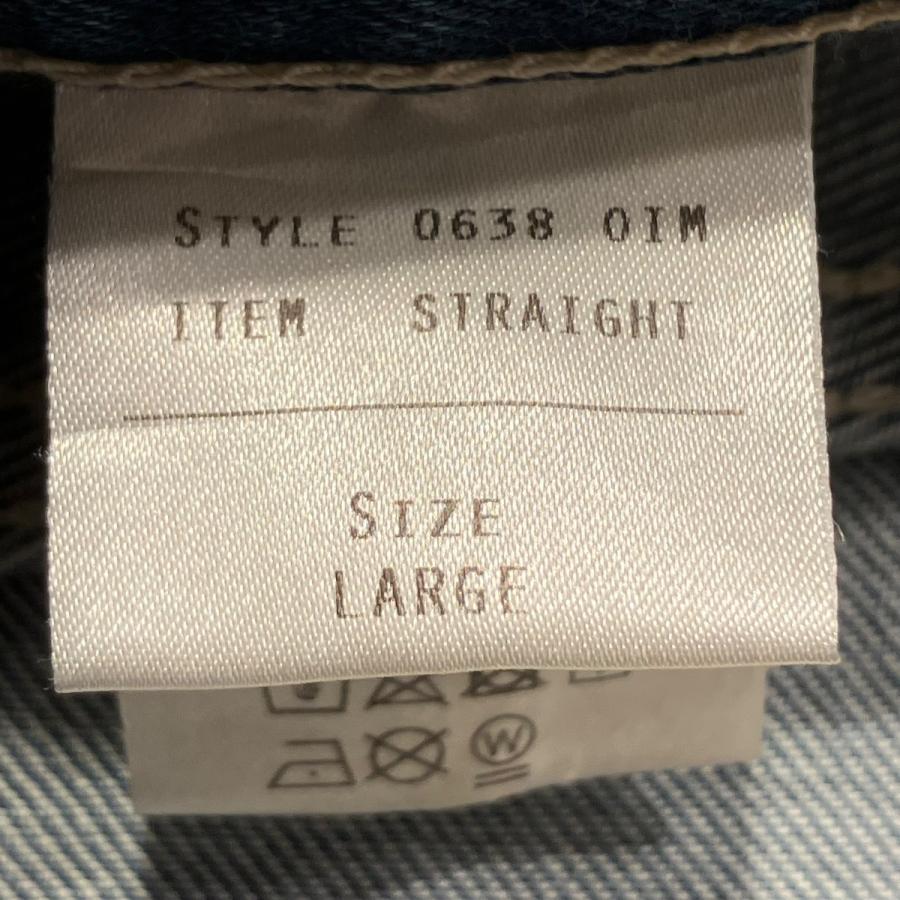 STYLE 0638 OIM
ITEM STRAIGHT
SIZE
LARGE
W